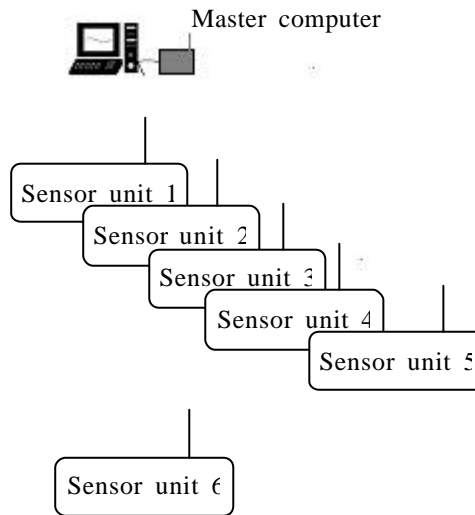 Master computer
Sensor unit 1
Sensor unit 2
Sensor unit 3
Sensor unit 4
Sensor unit 5
Sensor unit 6